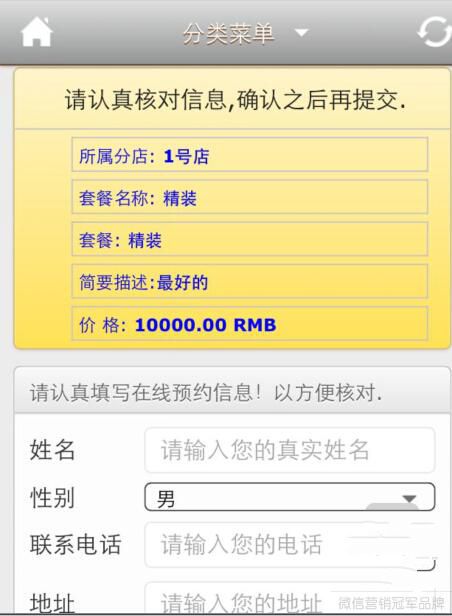 分类菜单
请认真核对信息,确认之后再提交.
所属分店: 1号店
套餐名称: 精装
套餐: 精装
简要描述:最好的
价 格: 10000.00 RMB
请认真填写在线预约信息！以方便核对.
姓名 请输入您的真实姓名
性别 男
联系电话 请输入您的电话
地址 请输入您的地址
微信营销冠军品牌